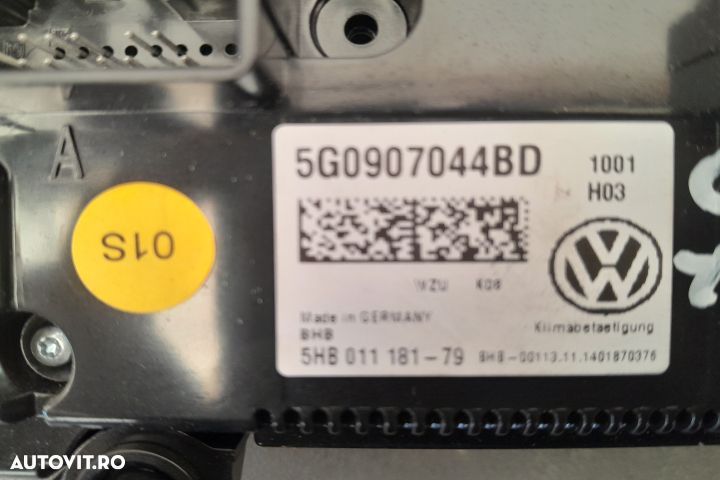 A
01S
5G0907044BD 1001
H03
WZU K08
Made in GERMANY
BHB
Klimabetaetigung
5HB 011 181-79 BHB-00113.11.1401870376
AUTOVIT.RO